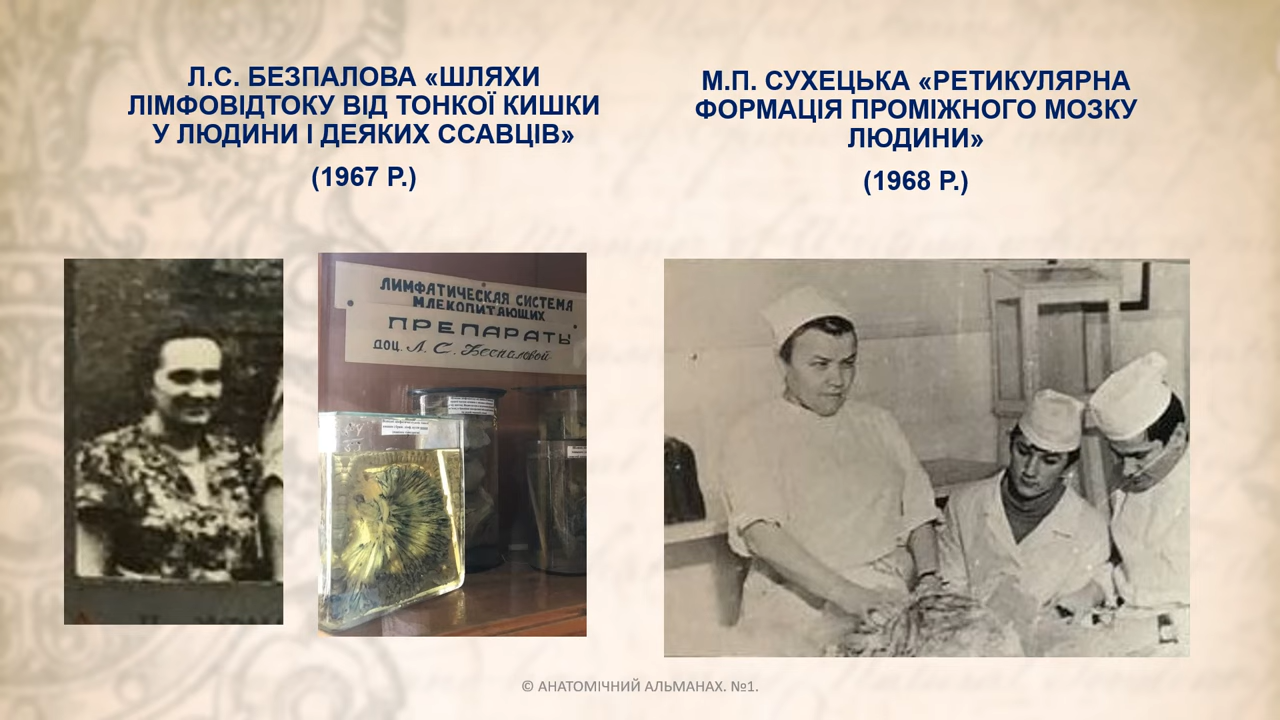 Л.С. БЕЗПАЛОВА «ШЛЯХИ
ЛІМФОВІДТОКУ ВІД ТОНКОЇ КИШКИ
У ЛЮДИНИ І ДЕЯКИХ ССАВЦІВ»
(1967 Р.)
М.П. СУХЕЦЬКА «РЕТИКУЛЯРНА
ФОРМАЦІЯ ПРОМІЖНОГО МОЗКУ
ЛЮДИНИ»
(1968 Р.)
ЛИМФАТИЧЕСКАЯ СИСТЕМА
МЛЕКОПИТАЮЩИХ
ПРЕПАРАТЫ
ДОЦ. Л. С. Беспаловой
© АНАТОМІЧНИЙ АЛЬМАНАХ. №1.